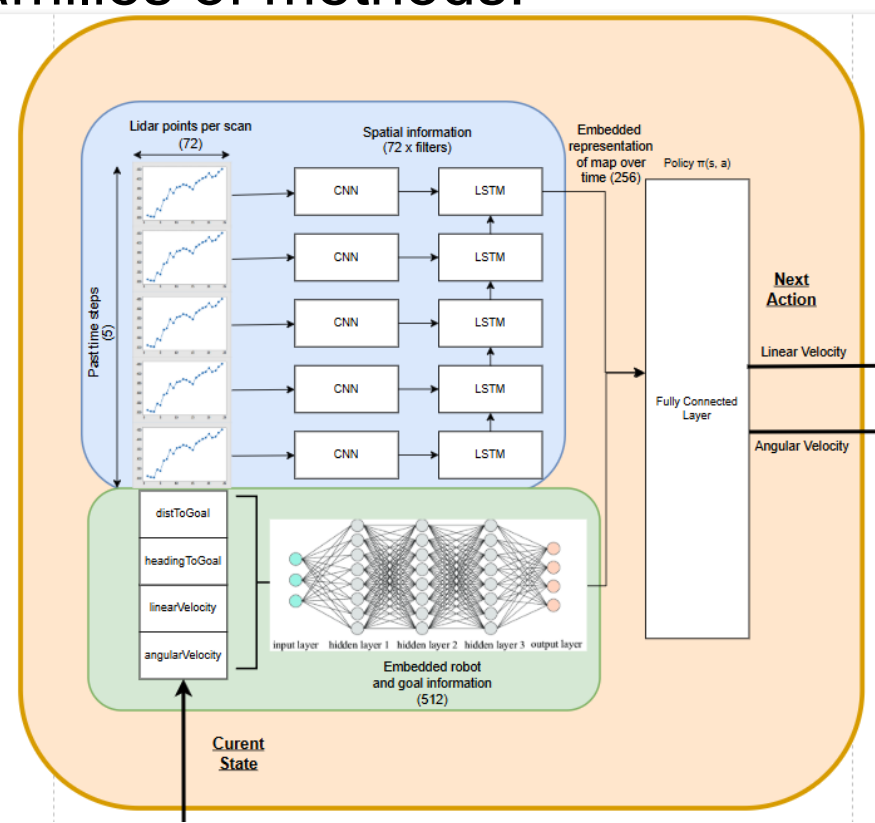 Amilies of methods.
Lidar points per scan
(72)
Spatial information
(72 x filters)
Embedded
representation
of map over
time (256)
Policy π(s, a)
Past time steps
(5)
CNN
LSTM
CNN
LSTM
CNN
LSTM
CNN
LSTM
CNN
LSTM
Next
Action
Linear Velocity
Fully Connected
Layer
Angular Velocity
distToGoal
headingToGoal
linearVelocity
angularVelocity
input layer hidden layer 1 hidden layer 2 hidden layer 3 output layer
Embedded robot
and goal information
(512)
Curent
State